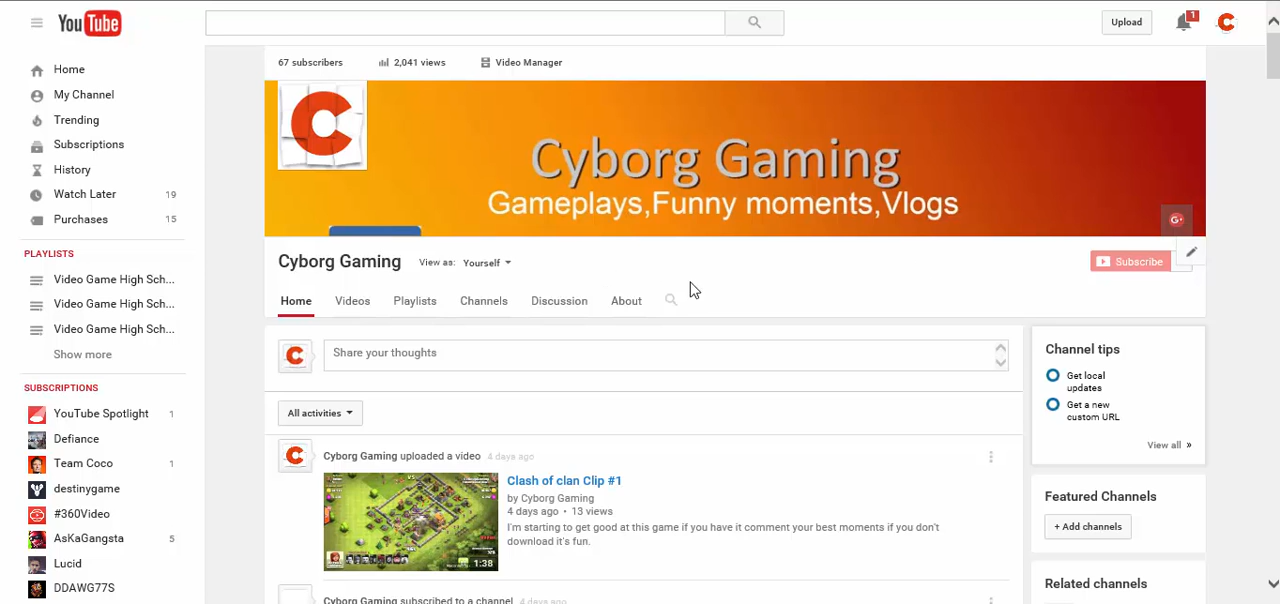 YouTube
Upload
1
Home
My Channel
Trending
Subscriptions
History
Watch Later 19
Purchases 15
PLAYLISTS
Video Game High Sch...
Video Game High Sch...
Video Game High Sch...
Show more
SUBSCRIPTIONS
YouTube Spotlight 1
Defiance
Team Coco 1
destinygame
#360Video
AsKaGangsta 5
Lucid
DDAWG77S
67 subscribers 2,041 views Video Manager
Cyborg Gaming
Gameplays,Funny moments,Vlogs
Cyborg Gaming View as: Yourself
Subscribe
Home Videos Playlists Channels Discussion About
Share your thoughts
All activities
Cyborg Gaming uploaded a video 4 days ago
Clash of clan Clip #1
by Cyborg Gaming
4 days ago • 13 views
I'm starting to get good at this game if you have it comment your best moments if you don't
download it's fun.
1:38
Cyborg Gaming subscribed to a channel 4 days ago
Channel tips
Get local
updates
Get a new
custom URL
View all »
Featured Channels
+ Add channels
Related channels